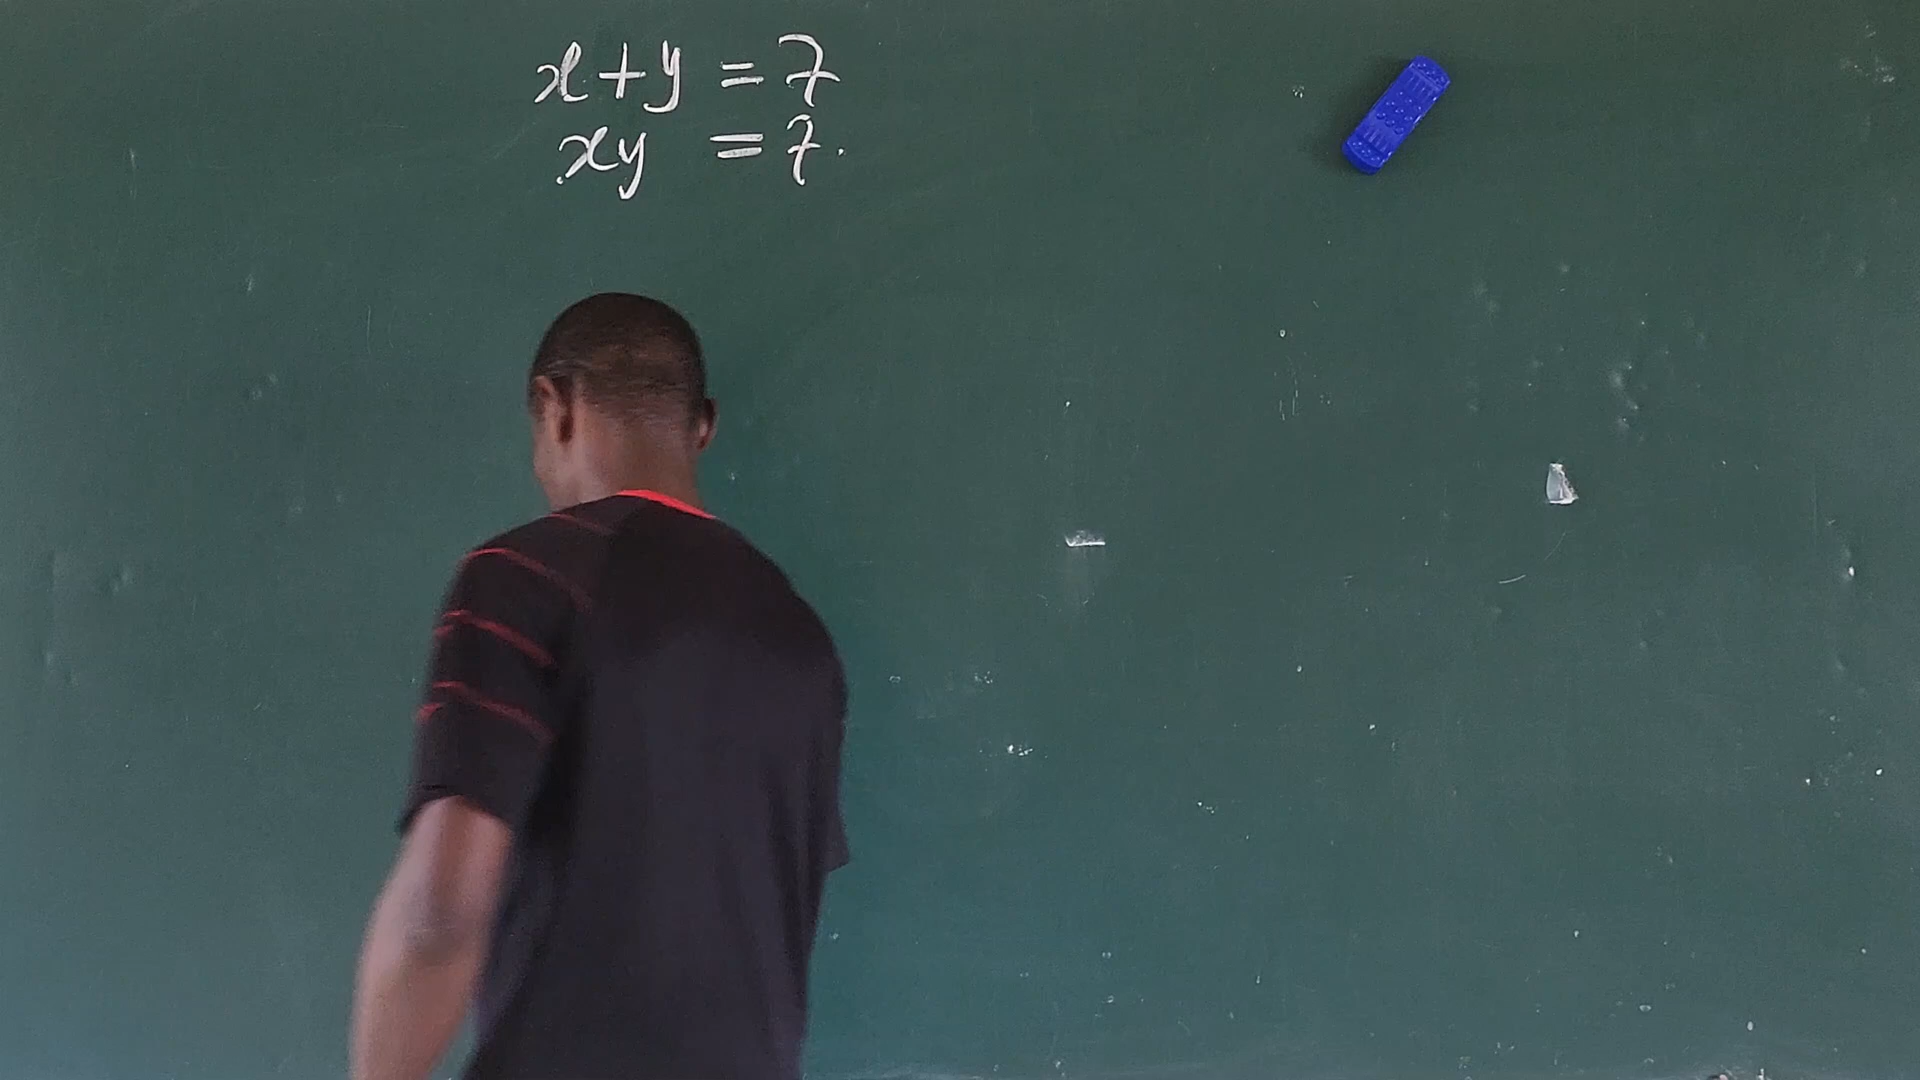 x+y = 7
xy = 7.